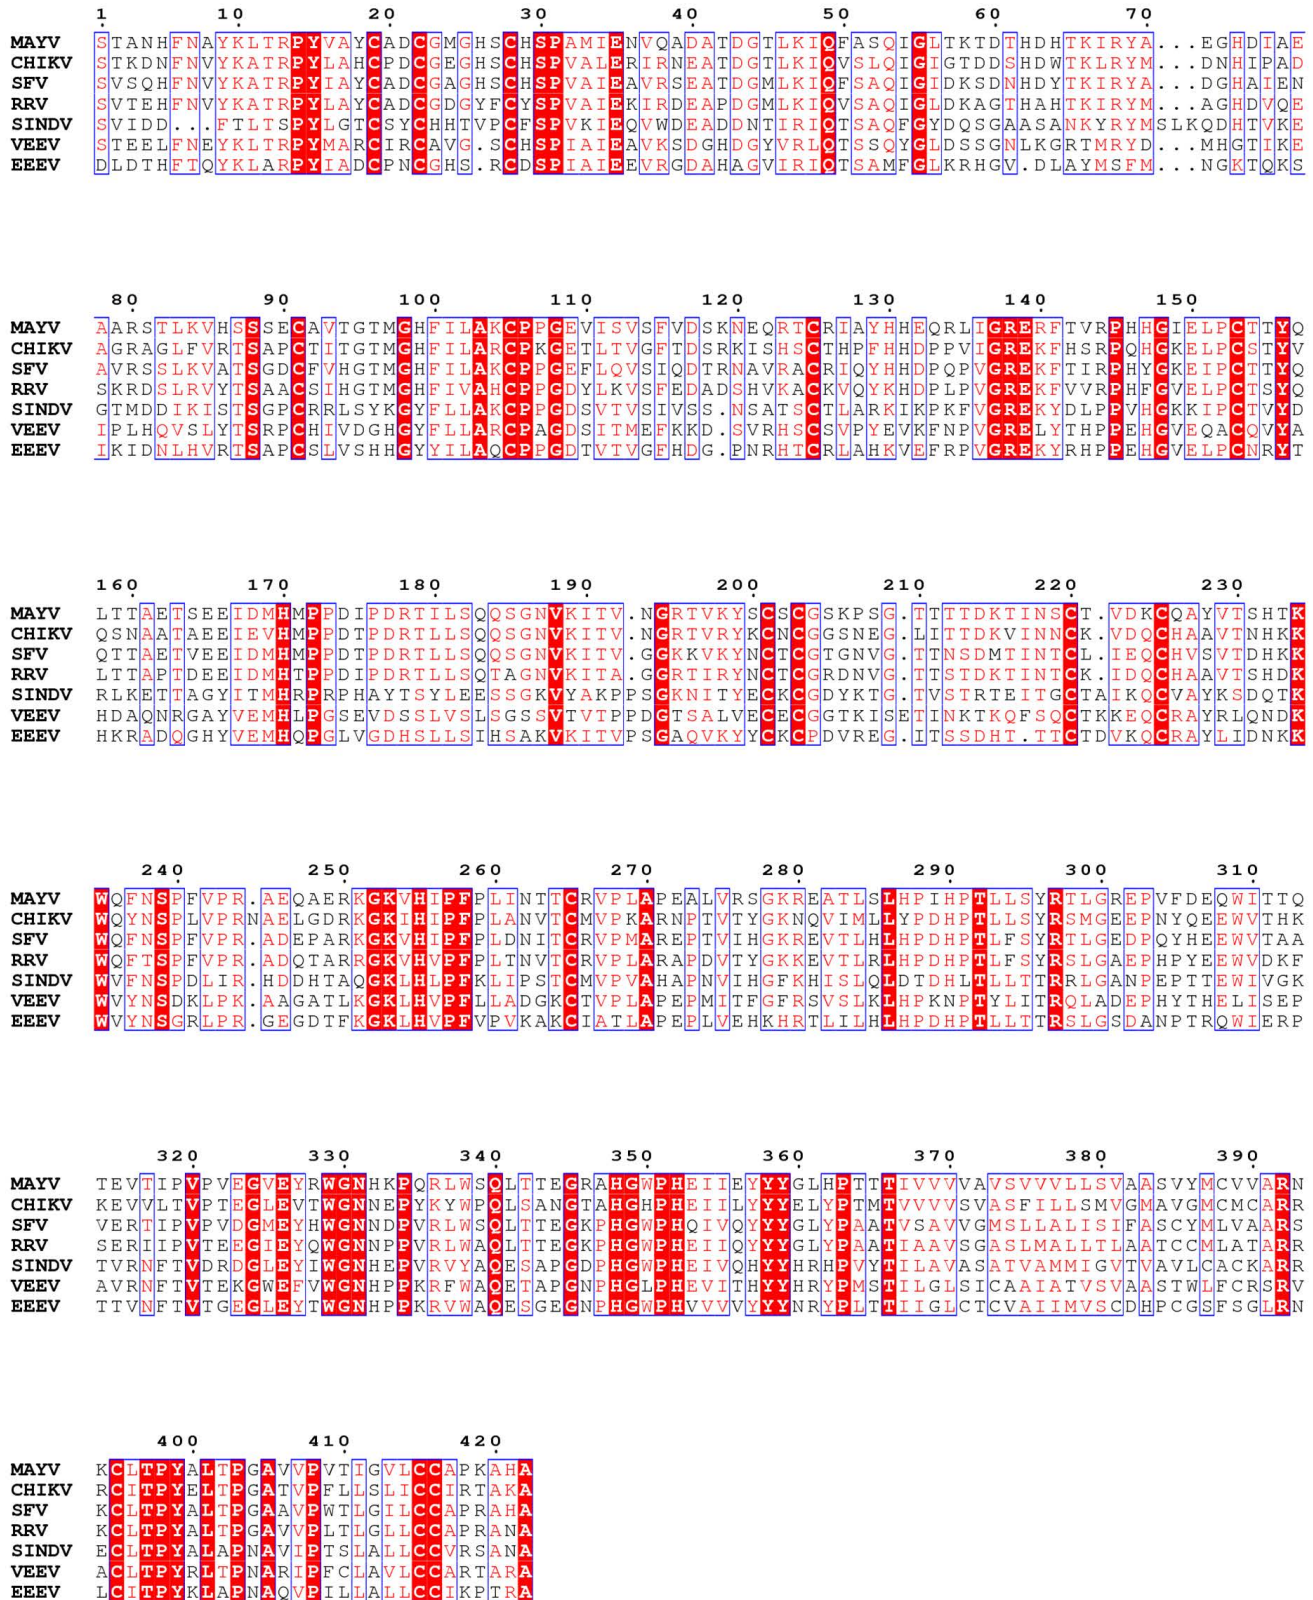 1 10 20 30 40 50 60 70
MAYV STANHFNAYKLTRPYVAYCADCGMGHSCHSPAMIENVQADATDGTLKIQFASQIGLTKTDTHDHTKIRYA...EGHDIAE
CHIKV STKDNFNVYKATRPYLAHCPDCGEGHSCHSPVALERIRNEATDGTLKIQVSLQIGIGTDDSHDWTKLRYM...DNHIPAD
SFV SVSQHFNVYKATRPYIAYCADCGAGHSCHSPVAIEAVRSEATDGMLKIQFSAQIGIDKSDNHDYTKIRYM...DGHAIEN
RRV SVTEHFNVYKATRPYLAYCADCGDGYFCYSPVAIEKIRDEAPDGMLKIQVSAQIGLDKAGTHAHTKIRYM...AGHDVQE
SINDV SVIDD...FTLTSPYLGTCSYCHHTVPCFSPVKIEQVWDEADDNTIRIQTSAQFGYDQSGAASANKYRYMSLKQDHTVKE
VEEV STEELFNEYKLTRPYMARCIRCAVG.SCHSPIAIEAVKSDGHDGYVRLQTSSQYGLDSSGNLKGRTMRYD...MHGTIKE
EEEV DLDTHFTQYKLARPYIADCPNCGHS.RCDSPIAIEEVRGDAHAGVIRIQTSAMFGLKRHGV.DLAYMSFM...NGKTQKS
80 90 100 110 120 130 140 150
MAYV AARSTLKVHSSSECAVTGTMGHFILAKCPPGEVISVSFVDSKNEQRTCRIAYHHEQRLIGRERFTVRPHHGIELPCTTYQ
CHIKV AGRAGLFVRTSAPCTITGTMGHFILARCPKGETLTVGFTDSRKISHSCTHPFHHDPPVIGREKFHSRPQHGKELPCSTYV
SFV AVRSSLKVATSGDCFVHGTMGHFILAKCPPGEFLQVSIQDTRNAVRACRIQYHHDPQPVGREKFTIRPHYGKEIPCTTYQ
RRV SKRDSLRVYTSAACSIHGTMGHFIVAHCPPGDYLKVSFEDADSHVKACKVQYKHDPLPVGREKFVVRPHFGVELPCTSYQ
SINDV GTMDDIKISTSGPCRRLSYKGYFLLAKCPPGDSVTVSIVSS.NSATSCTLARKIKPKFVGREKYDLPPVHGKKIPCTVYD
VEEV IPLHQVSLYTSRPCHIVDGHGYFLLARCPAGDSITMEFKKD.SVRHSCSVPYEVKFNPVGRELYTHPPEHGVEQACQVYA
EEEV IKIDNLHVRTSAPCSLVSHHGYYILAQCPPGDTVTVGFHDG.PNRHTCRLAHKVEFRPVGREKYRHPPEHGVELPCNRYT
160 170 180 190 200 210 220 230
MAYV LTTAETSEEIDMHMPPDIPDRTILSQQSGNVKITV.NGRTVKYSCSCGSKPSG.TTTTDKTINSCT.VDKCQAYVTSHTK
CHIKV QSNAATAEEIEVHMPPDTPDRTLLSQQSGNVKITV.NGRTVRYKCNCGGSNEG.LITTDKVINNCK.VDQCHAAVTNHKK
SFV QTTAETVEEIDMHMPPDTPDRTLLSQQSGNVKITV.GGKKVKYNCTCGTGNVG.TTNSDMTINTCL.IEQCHVSVTDHKK
RRV LTTAPTDEEIDMHTPPDIPDRTLLSQTAGNVKITA.GGRTIRYNCTCGRDNVG.TTSTDKTINTCK.IDQCHAAVTSHDK
SINDV RLKETTAGYITMHRPRPHAYTSYLEESSGKVYAKPPSGKNITYECKCGDYKTG.TVSTRTEITGCTAIKQCVAYKSDQTK
VEEV HDAQNRGAYVEMHLPGSEVDSSLVSLSGSSVTVTPPDGTSALVECECGGTKISETINKTKQFSQCTKKEQCRAYRLQNDK
EEEV HKRADQGHYVEMHQPGLVGDHSLLSIHSAKVKITVPSGAQVKYYCKCPDVREG.ITSSDHT.TTCTDVKQCRAYLIDNKK
240 250 260 270 280 290 300 310
MAYV WQFNSPFVPR.AEQAERKGKVHIPFPLINTTCRVPLAPEALVRSGKREATLSLHPIHPTLLSYRTLGREPVFDEQWITTQ
CHIKV WQYNSPLVPRNAELGDRKGKIHIPFPLANVTCRVPKARNPTVTYGKNQVIMLLYPDHPTLLSYRSMGEEPNYQEEWVTHK
SFV WQFNSPFVPR.ADEPARKGKVHIPFPLDNITCRVPMAREPTVIHGKREVTLHLHPDHPTLFSYRTLGEDPQYHEEWVTAA
RRV WQFTSPFVPR.ADQTARRGKVHVPFPLTNVTCRVPLARAPDVTYGKKEVTLRLHPDHPTLFSYRSLGAEPHPYEEWVDKF
SINDV WVFNSPDLIR.HDDHTAQGKLHLPFKLIPSTCMVPVAHAPNVIHGFKHISLQLDTDHLTLLTTRRLGANPEPTTEWIVGK
VEEV WVYNSDKLPK.AAGATLKGKLHVPFLLADGKCTVPLAPEPMITFGFRSVSLKLHPKNPTYLITRQLADEPHYTHELISEP
EEEV WVYNSGRLPR.GEGDTFKGKLHVPFVPVKAKCIATLAPEPLVEHKHRTLILHLHPDHPTLLTTRSLGSDANPTRQWIERP
320 330 340 350 360 370 380 390
MAYV TEVTIPVPVEGVEYRWGNHKPQRLWSQLTTEGRAHGWPHEIIEYYYGLHPTTTIVVVVAVSVVVLLSVAASVYMCVVARN
CHIKV KEVVLTVPTEGLEVTWGNNEPYKYWPQLSANGTAHGHPHEIILYYYELYPAMTVVVVSVASFILLSMVGMAVGMCMCARR
SFV VERTIPVPVDGMEYHWGNNDPVRLWSQLTTEGKPHGWPHQIVQYYYGLYPAATVSAVVGMSLLALISIFASCYMLVAARS
RRV SERIIPVTEEGIEYQWGNNPPVRLWAQLTTEGKPHGWPHEIIQYYYGLYPAATIAAVSGASLMALLTLAATCCMLATARR
SINDV TVRNFTVDRDGLEYIWGNHEPVRVYAQESAPGDPHGWPHEIVQHYYHRHPVYTILAVASATVAMMIGVTVAVLCACKARR
VEEV AVRNFTVTEKGWEFVWGNHPPKRFWAQETAPGNPHGLPHEVITHYYHRYPMSTILGLSICAAIATVSVAASTWLFCRSRV
EEEV TTVNFTVTGEGLEYTWGNHPPKRVWAQESGEGNPHGWPHVVVVYYYNRYPLTTIIGLCTCVAIIMVSCDHPCGSFSGLRN
400 410 420
MAYV KCLTPYALTPGAVVPVTIGVLCCAPKAHA
CHIKV RCITPYELTPGATVPFLLSLICCIRTAKA
SFV KCLTPYALTPGAAVPWTLGILCCAPRAHA
RRV KCLTPYALTPGAVVPLTLGLLCCAPRANA
SINDV ECLTPYALAPNAVIPTSLALLCCVRSANA
VEEV ACLTPYRLTPNARIPFCLAVLCCARTARA
EEEV LCITPYKLAPNAQVPILLALLCCIKPTRA